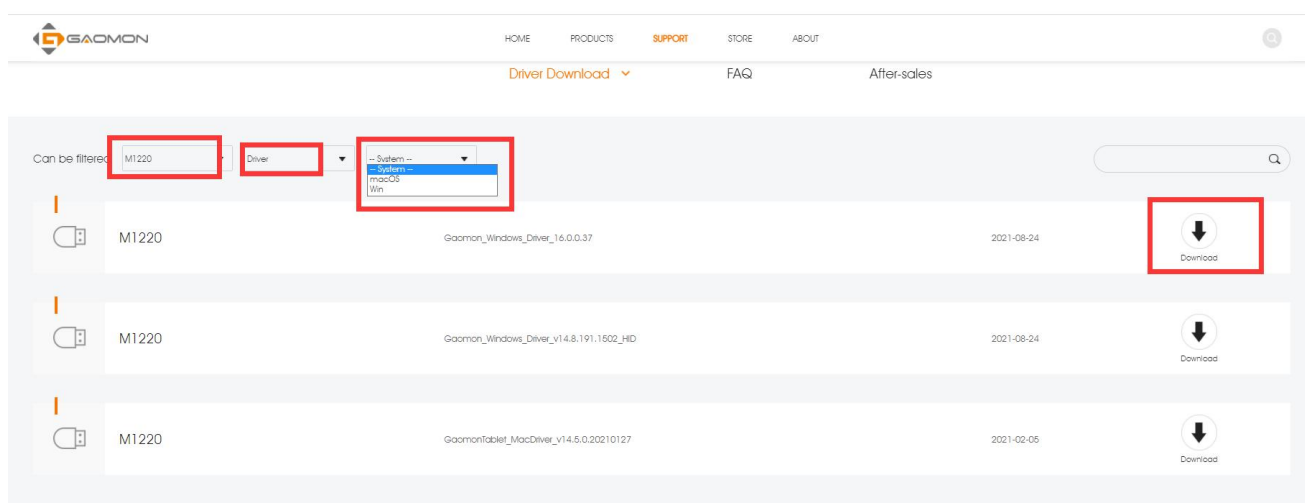 GAOMON HOME PRODUCTS SUPPORT STORE ABOUT
Driver Download FAQ After-sales
Can be filtered M1220 Driver -- System --
-- System --
macOS
Win
M1220 Gaomon_Windows_Driver_16.0.0.37 2021-08-24 Download
M1220 Gaomon_Windows_Driver_v14.8.191.1502_HID 2021-08-24 Download
M1220 GaomonTablet_MacDriver_v14.5.0.20210127 2021-02-05 Download